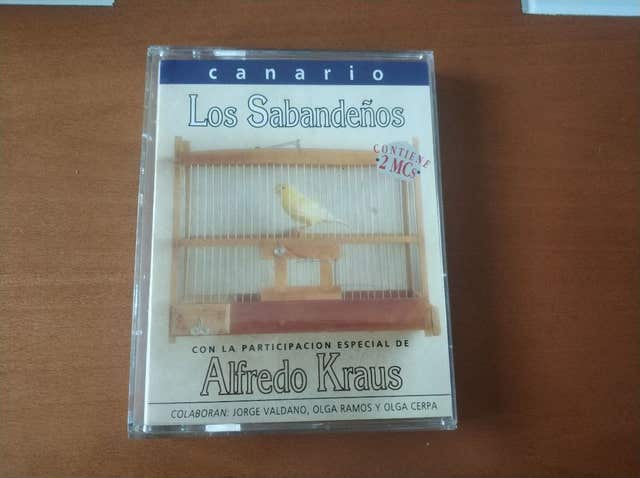 canario
Los Sabandeños
CONTIENE
•2 MCs•
CON LA PARTICIPACION ESPECIAL DE
Alfredo Kraus
COLABORAN: JORGE VALDANO, OLGA RAMOS Y OLGA CERPA